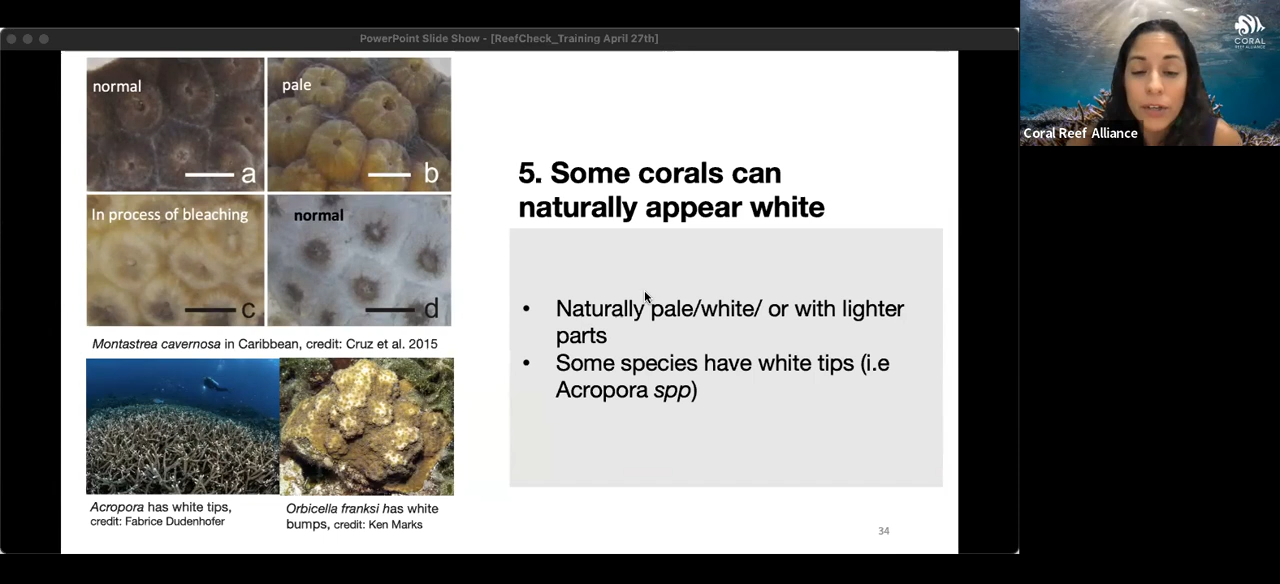 PowerPoint Slide Show - [ReefCheck_Training April 27th]
normal
pale
a
b
In process of bleaching
normal
c
d
Montastrea cavernosa in Caribbean, credit: Cruz et al. 2015
Acropora has white tips,
credit: Fabrice Dudenhofer
Orbicella franksi has white
bumps, credit: Ken Marks
5. Some corals can
naturally appear white
• Naturally pale/white/ or with lighter
parts
• Some species have white tips (i.e
Acropora spp)
34
CORAL
REEF ALLIANCE
Coral Reef Alliance